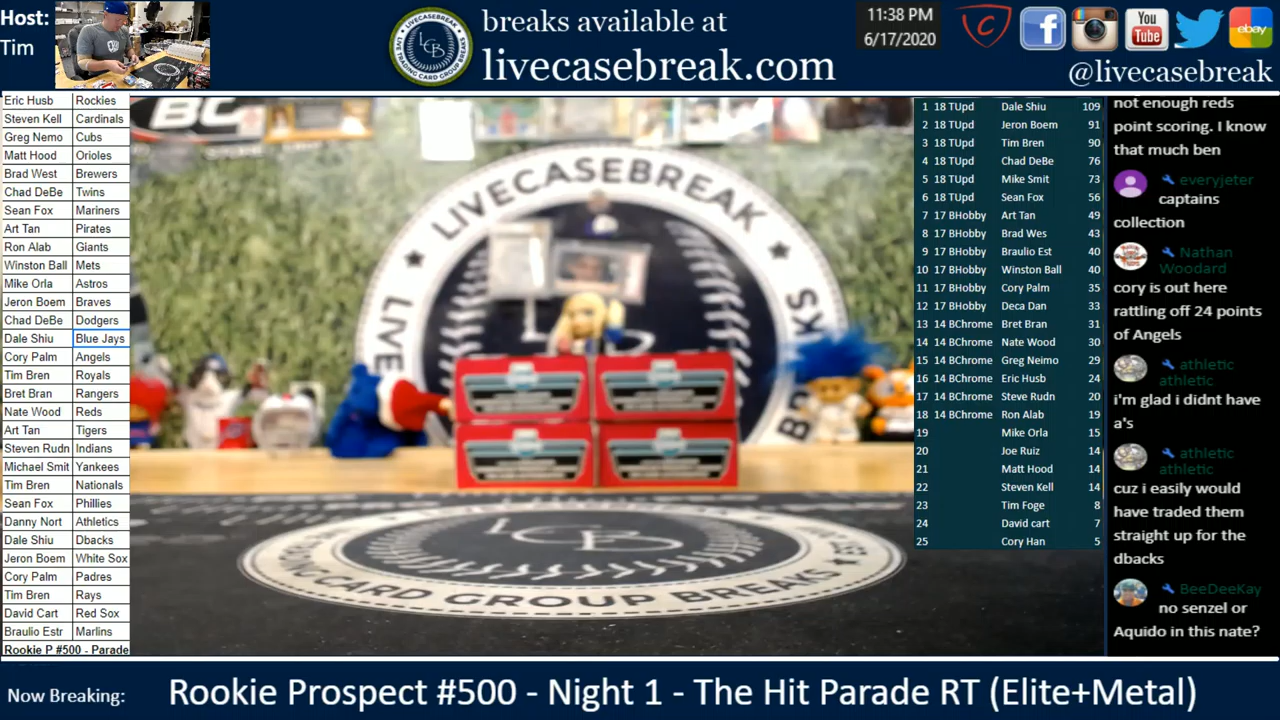 Host:
Tim
LIVECASEBREAK
LCB
LIVE TRADING CARD GROUP BREAKS
breaks available at
livecasebreak.com
11:38 PM
6/17/2020
You
Tube
ebay
@livecasebreak
Eric Husb Rockies
Steven Kell Cardinals
Greg Nemo Cubs
Matt Hood Orioles
Brad West Brewers
Chad DeBe Twins
Sean Fox Mariners
Art Tan Pirates
Ron Alab Giants
Winston Ball Mets
Mike Orla Astros
Jeron Boem Braves
Chad DeBe Dodgers
Dale Shiu Blue Jays
Cory Palm Angels
Tim Bren Royals
Bret Bran Rangers
Nate Wood Reds
Art Tan Tigers
Steven Rudn Indians
Michael Smit Yankees
Tim Bren Nationals
Sean Fox Phillies
Danny Nort Athletics
Dale Shiu Dbacks
Jeron Boem White Sox
Cory Palm Padres
Tim Bren Rays
David Cart Red Sox
Braulio Estr Marlins
Rookie P #500 - Parade
LIVECASEBREAK
LCB
CARD GROUP BREAKS
1 18 TUpd Dale Shiu 109
2 18 TUpd Jeron Boem 91
3 18 TUpd Tim Bren 90
4 18 TUpd Chad DeBe 76
5 18 TUpd Mike Smit 73
6 18 TUpd Sean Fox 56
7 17 BHobby Art Tan 49
8 17 BHobby Brad Wes 43
9 17 BHobby Braulio Est 40
10 17 BHobby Winston Ball 40
11 17 BHobby Cory Palm 35
12 17 BHobby Deca Dan 33
13 14 BChrome Bret Bran 31
14 14 BChrome Nate Wood 30
15 14 BChrome Greg Neimo 29
16 14 BChrome Eric Husb 24
17 14 BChrome Steve Rudn 20
18 14 BChrome Ron Alab 19
19 Mike Orla 15
20 Joe Ruiz 14
21 Matt Hood 14
22 Steven Kell 14
23 Tim Foge 8
24 David cart 7
25 Cory Han 5
not enough reds
point scoring. I know
that much ben
everyjeter
captains
collection
Nathan
Woodard
cory is out here
rattling off 24 points
of Angels
athletic
athletic
i'm glad i didnt have
a's
athletic
athletic
cuz i easily would
have traded them
straight up for the
dbacks
BeeDeeKay
no senzel or
Aquido in this nate?
Now Breaking:
Rookie Prospect #500 - Night 1 - The Hit Parade RT (Elite+Metal)